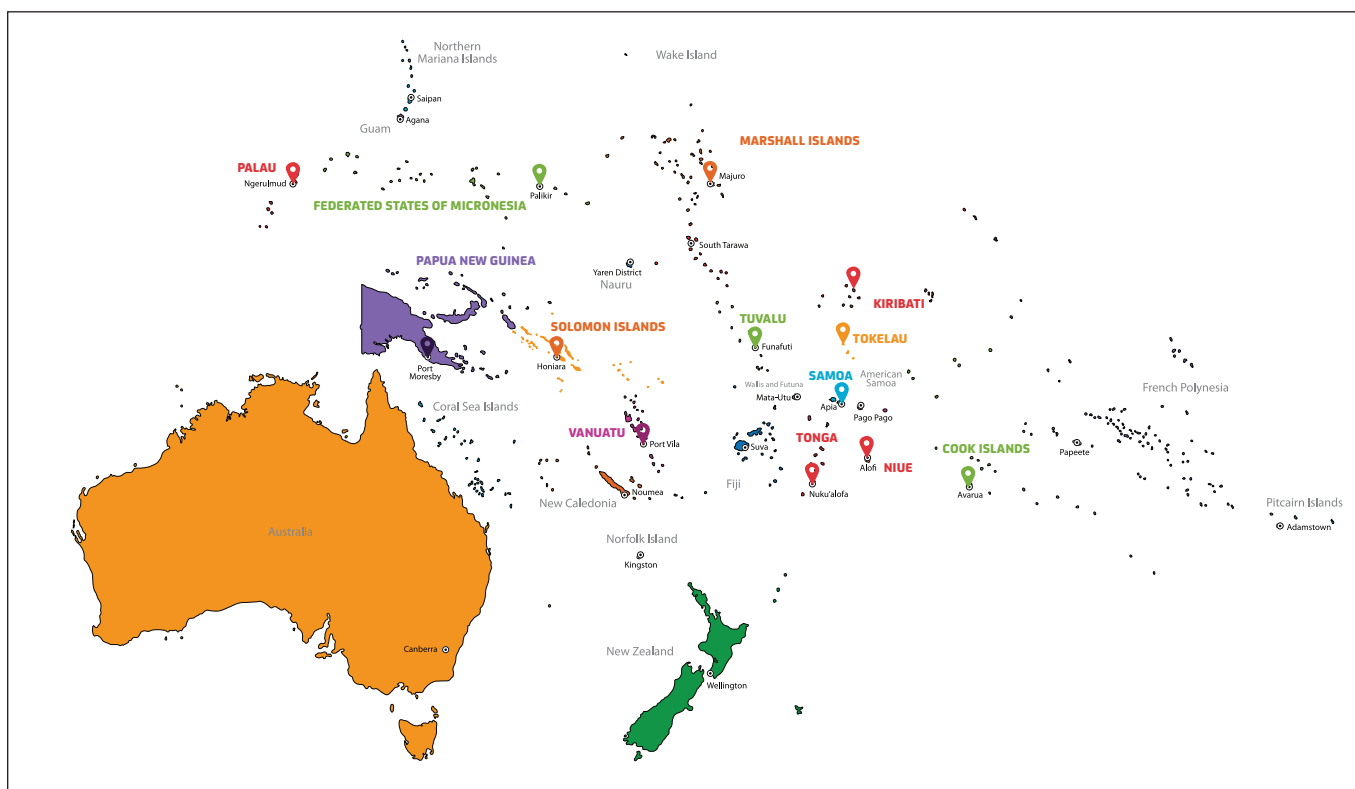 Northern
Mariana Islands
Wake Island
Saipan
Agana
Guam
MARSHALL ISLANDS
PALAU
Ngerulmud
Majuro
Palikir
FEDERATED STATES OF MICRONESIA
South Tarawa
PAPUA NEW GUINEA
Yaren District
Nauru
KIRIBATI
TUVALU
SOLOMON ISLANDS
TOKELAU
Funafuti
Honiara
Port
Moresby
SAMOA
American
Samoa
Walis and Futuna
Mata-Utu
French Polynesia
Coral Sea Islands
Apia
Pago Pago
VANUATU
Port Vila
Suva
TONGA
COOK ISLANDS
Papeete
Alofi
NIUE
Fiji
Noumea
New Caledonia
Nuku'alofa
Avarua
Pitcairn Islands
Adamstown
Australia
Norfolk Island
Kingston
Canberra
New Zealand
Wellington